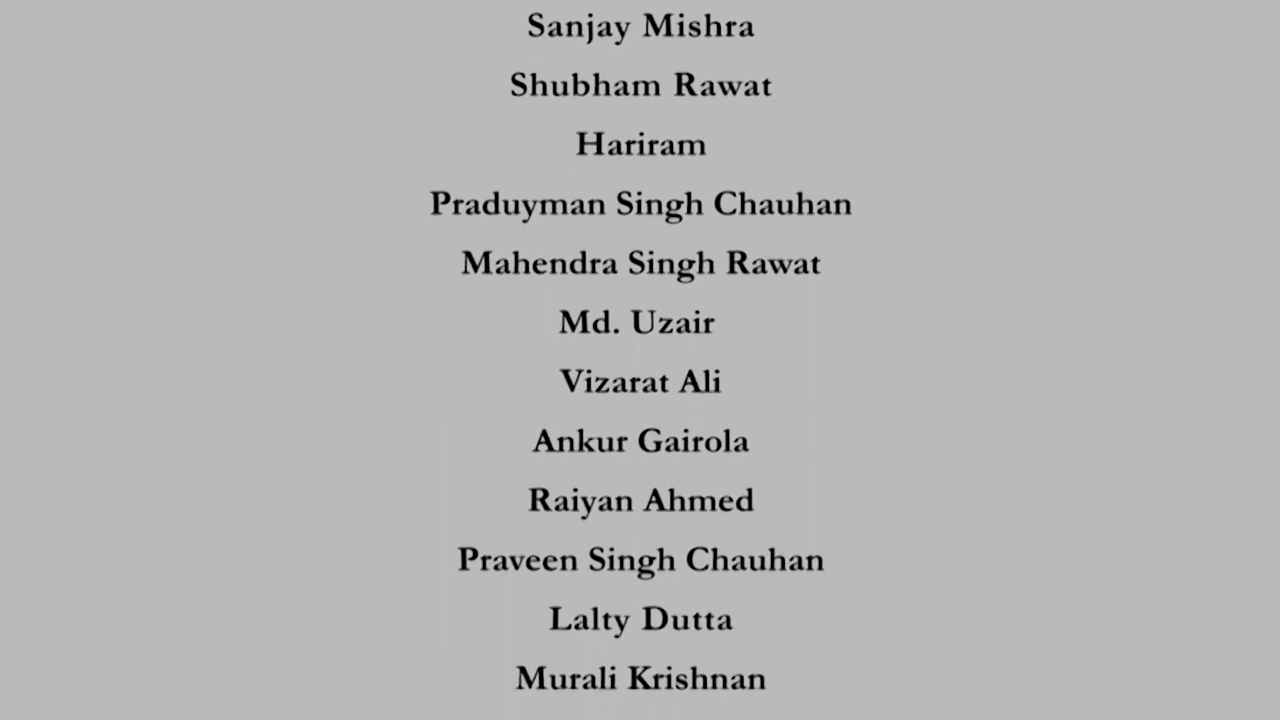 Sanjay Mishra
Shubham Rawat
Hariram
Praduyman Singh Chauhan
Mahendra Singh Rawat
Md. Uzair
Vizarat Ali
Ankur Gairola
Raiyan Ahmed
Praveen Singh Chauhan
Lalty Dutta
Murali Krishnan